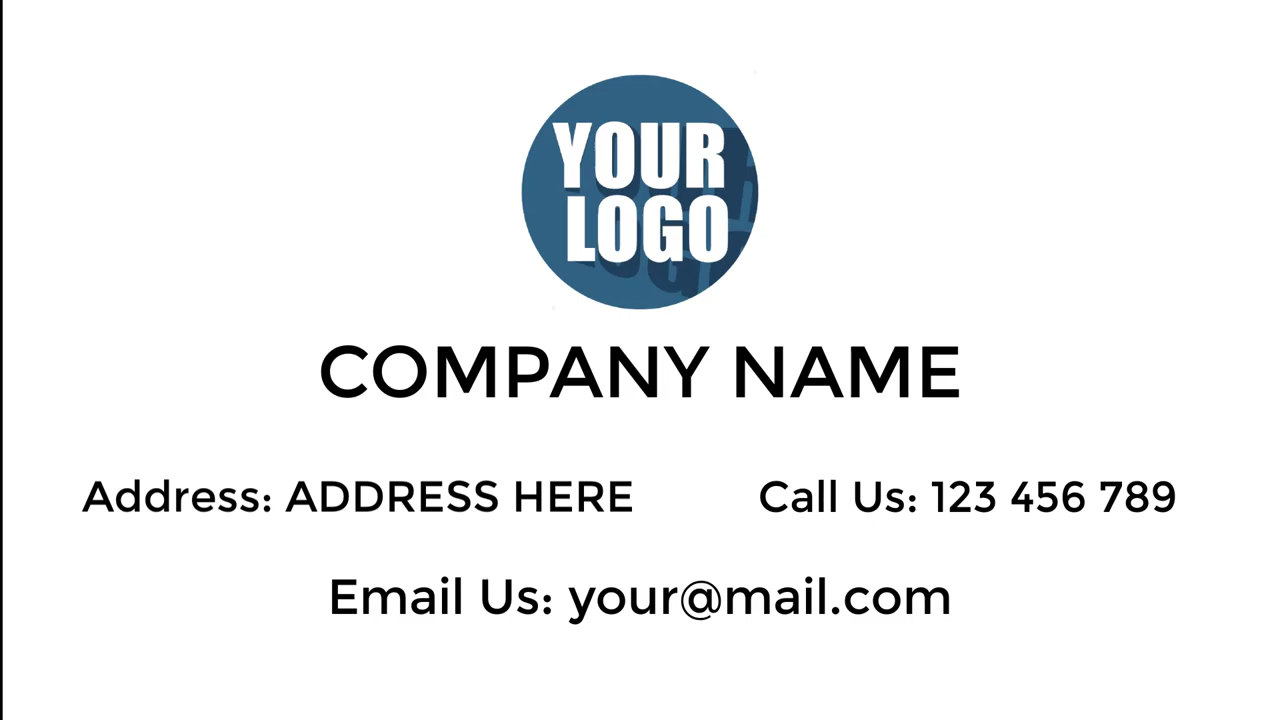 YOUR
LOGO
COMPANY NAME
Address: ADDRESS HERE
Call Us: 123 456 789
Email Us: your@mail.com